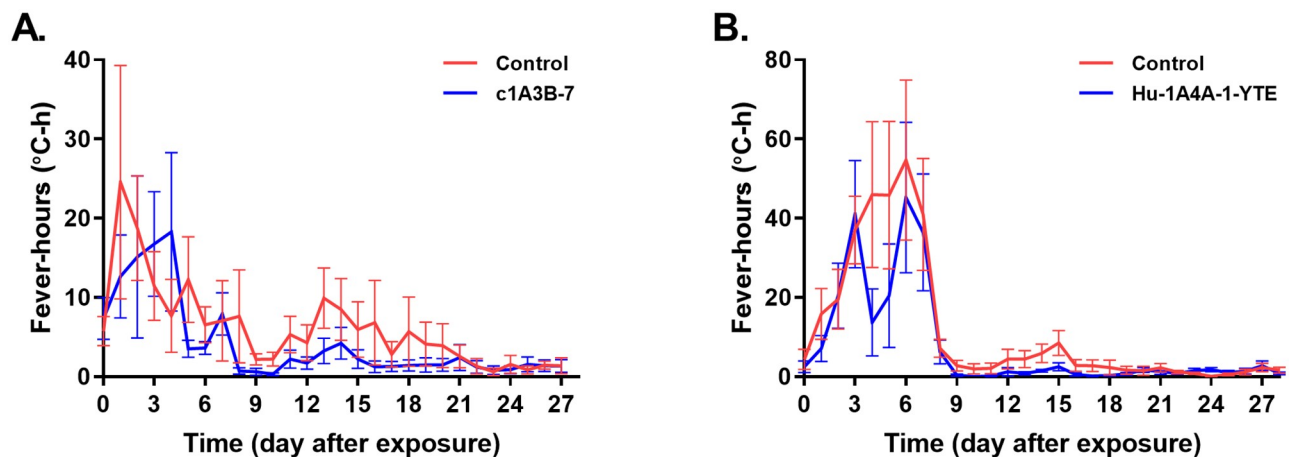 A.
Control
c1A3B-7
Fever-hours (°C-h)
40
30
20
10
0
0 3 6 9 12 15 18 21 24 27
Time (day after exposure)
B.
Control
Hu-1A4A-1-YTE
Fever-hours (°C-h)
80
60
40
20
0
0 3 6 9 12 15 18 21 24 27
Time (day after exposure)